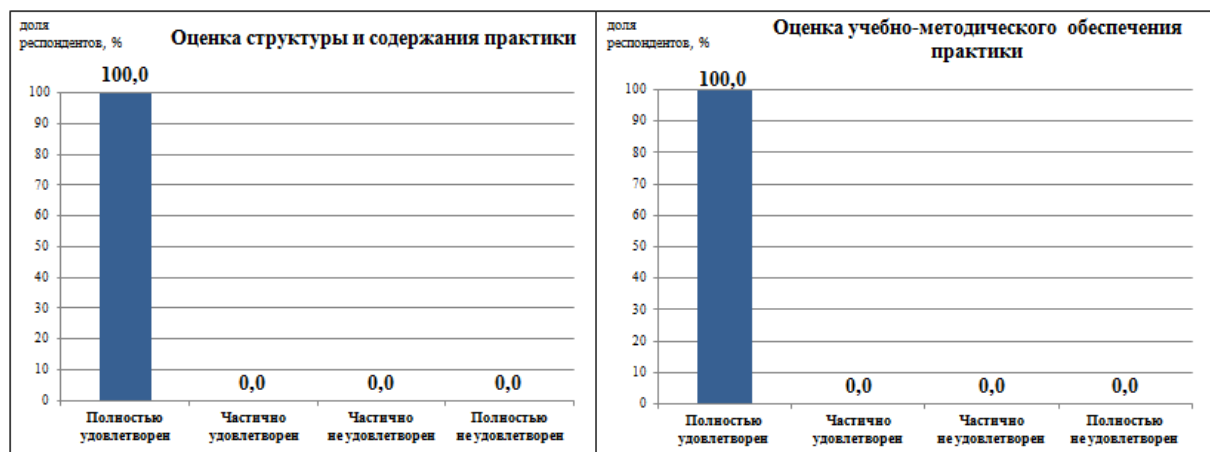 доля
респондентов, %
Оценка структуры и содержания практики
100,0
100
90
80
70
60
50
40
30
20
10
0
0,0
0,0
0,0
Полностью
удовлетворен
Частично
удовлетворен
Частично
не удовлетворен
Полностью
не удовлетворен
доля
респондентов, %
Оценка учебно-методического обеспечения
практики
100,0
100
90
80
70
60
50
40
30
20
10
0
0,0
0,0
0,0
Полностью
удовлетворен
Частично
удовлетворен
Частично
не удовлетворен
Полностью
не удовлетворен